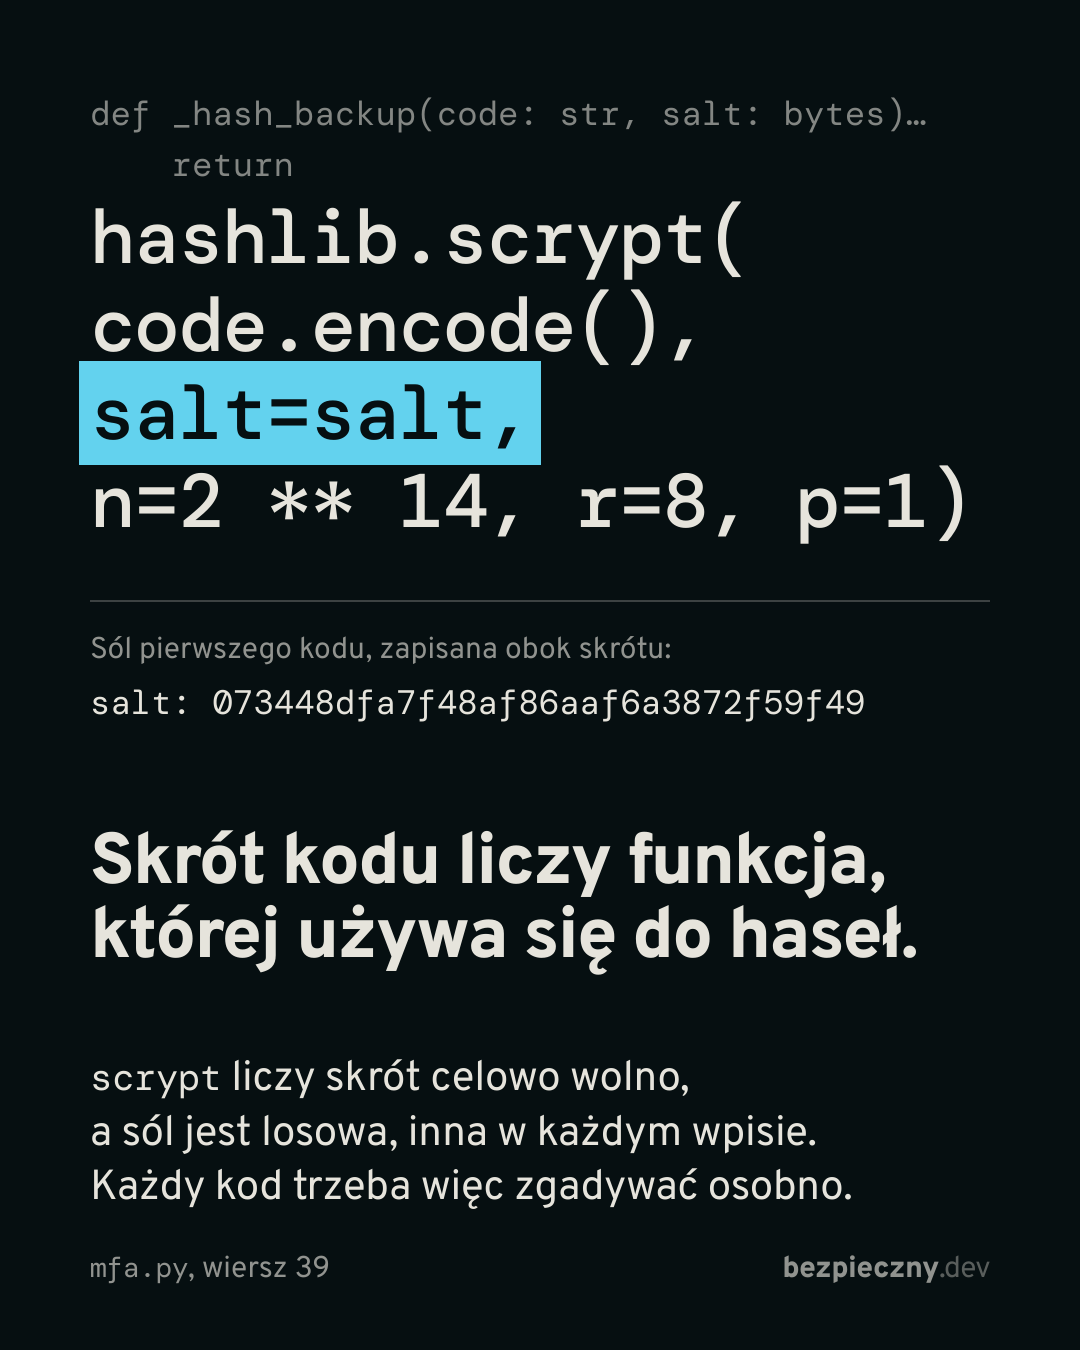 def _hash_backup(code: str, salt: bytes)…
return
hashlib.scrypt(
code.encode(),
salt=salt,
n=2 ** 14, r=8, p=1)
Sól pierwszego kodu, zapisana obok skrótu:
salt: 073448dfa7f48af86aaf6a3872f59f49
Skrót kodu liczy funkcja,
której używa się do haseł.
scrypt liczy skrót celowo wolno,
a sól jest losowa, inna w każdym wpisie.
Każdy kod trzeba więc zgadywać osobno.
mfa.py, wiersz 39
bezpieczny.dev